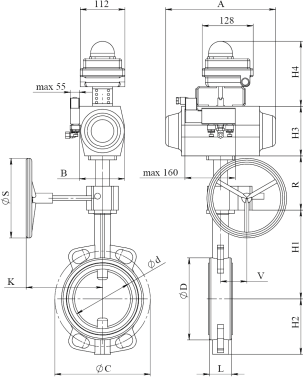 112
A
128
H4
max 55
H3
B
max 160
ØS
R
H1
K
Ød
V
ØD
H2
ØC
L